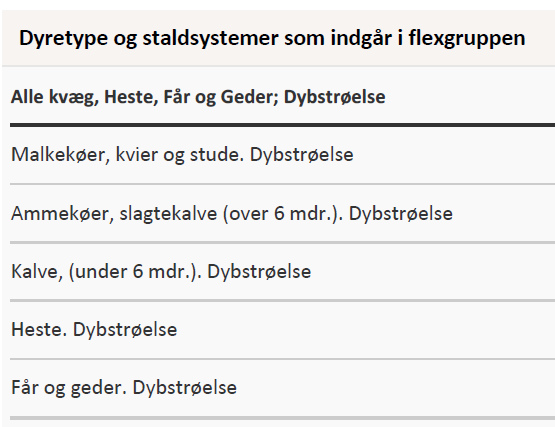 Dyretype og staldsystemer som indgår i flexgruppen
Alle kvæg, Heste, Får og Geder; Dybstrøelse
Malkekøer, kvier og stude. Dybstrøelse
Ammekøer, slagtekalve (over 6 mdr.). Dybstrøelse
Kalve, (under 6 mdr.). Dybstrøelse
Heste. Dybstrøelse
Får og geder. Dybstrøelse